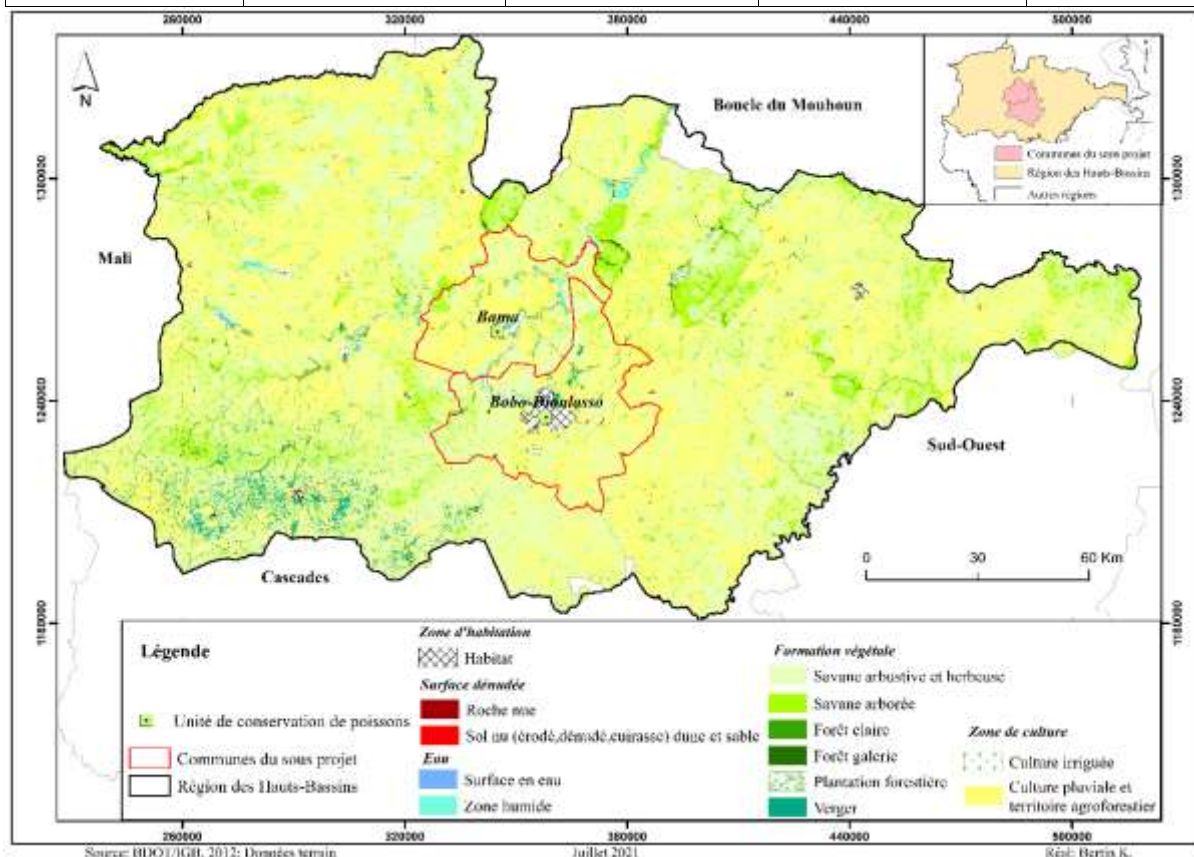 260000 320000 380000 440000 500000
N
Boucle du Mouhoun
Communes du sous projet
Région des Hauts-Bassins
Autres régions
1300000 1300000
Mali
Bama
Bobo-Dioulasso
1240000 1240000
Sud-Ouest
0 30 60 Km
Cascades
1180000 1180000
Légende
Unité de conservation de poissons
Communes du sous projet
Région des Hauts-Bassins
Zone d'habitation
Habitat
Surface dénudée
Roche nue
Sol nu (érodé,dénudé,cuirasse) dune et sable
Eau
Surface en eau
Zone humide
Formation végétale
Savane arbustive et herbeuse
Savane arborée
Forêt claire
Forêt galerie
Plantation forestière
Verger
Zone de culture
Culture irriguée
Culture pluviale et
territoire agroforestier
260000 320000 380000 440000 500000
Source: BDOT/IGB, 2012; Données terrain Juillet 2021 Réal: Bertin K.